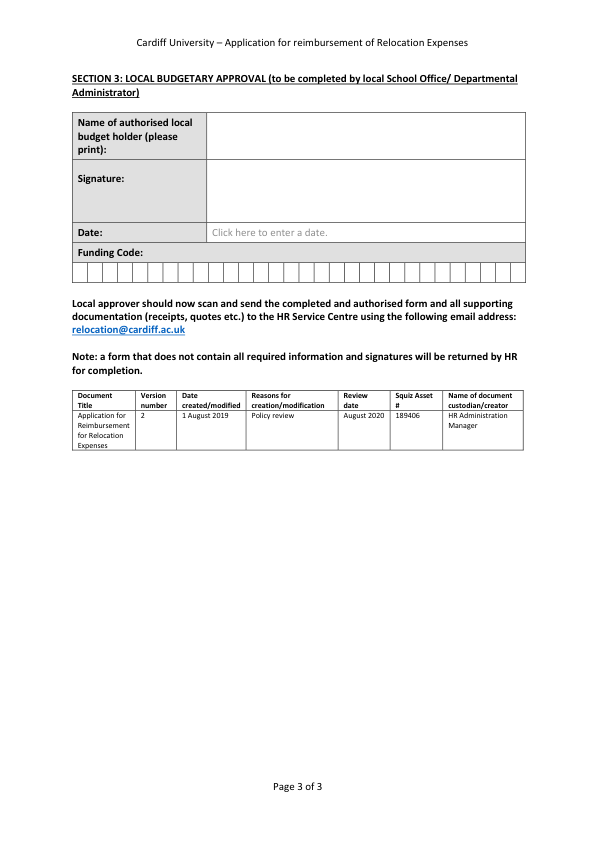 Cardiff University – Application for reimbursement of Relocation Expenses
SECTION 3: LOCAL BUDGETARY APPROVAL (to be completed by local School Office/ Departmental
Administrator)
Name of authorised local
budget holder (please
print):
Signature:
Date:
Click here to enter a date.
Funding Code:
Local approver should now scan and send the completed and authorised form and all supporting
documentation (receipts, quotes etc.) to the HR Service Centre using the following email address:
relocation@cardiff.ac.uk
Note: a form that does not contain all required information and signatures will be returned by HR
for completion.
Document
Title
Version
number
Date
created/modified
Reasons for
creation/modification
Review
date
Squiz Asset
#
Name of document
custodian/creator
Application for
Reimbursement
for Relocation
Expenses
2
1 August 2019
Policy review
August 2020
189406
HR Administration
Manager
Page 3 of 3